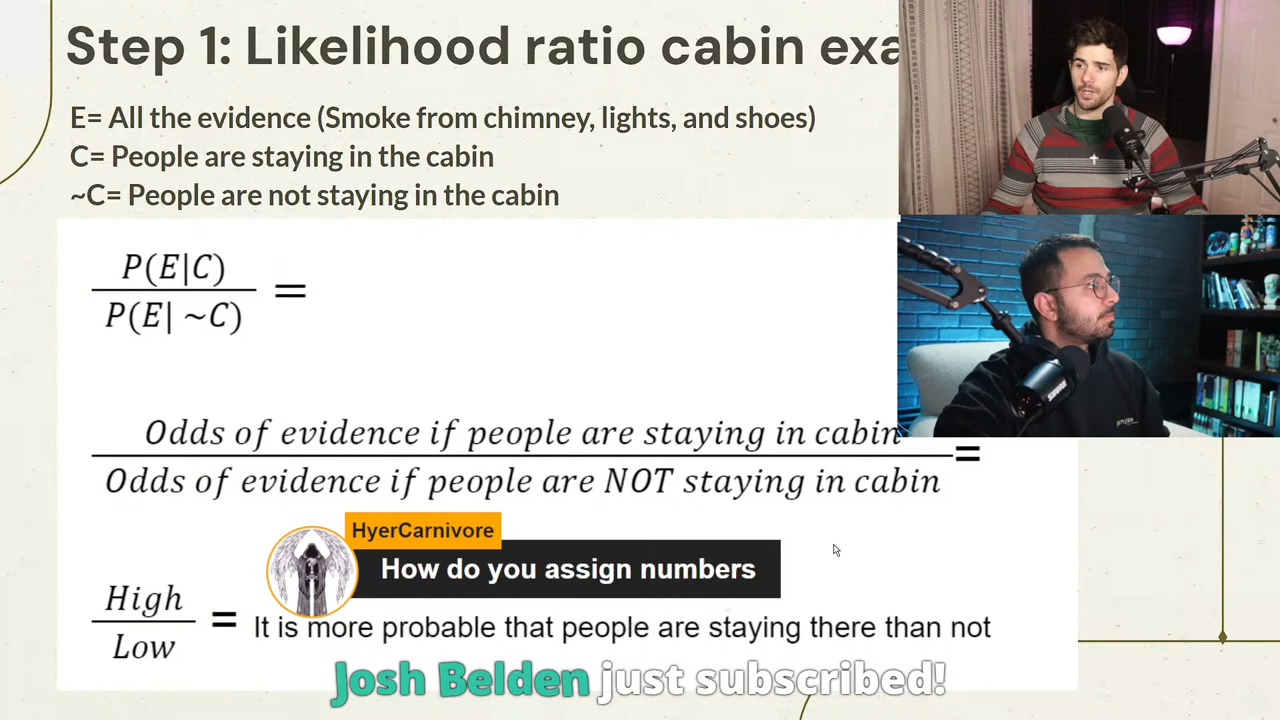 Step 1: Likelihood ratio cabin exa
E= All the evidence (Smoke from chimney, lights, and shoes)
C= People are staying in the cabin
~C= People are not staying in the cabin
P(E|C)
P(E| ~C)
=
Odds of evidence if people are staying in cabin
Odds of evidence if people are NOT staying in cabin
=
HyerCarnivore
How do you assign numbers
High
Low
= It is more probable that people are staying there than not
Josh Belden just subscribed!